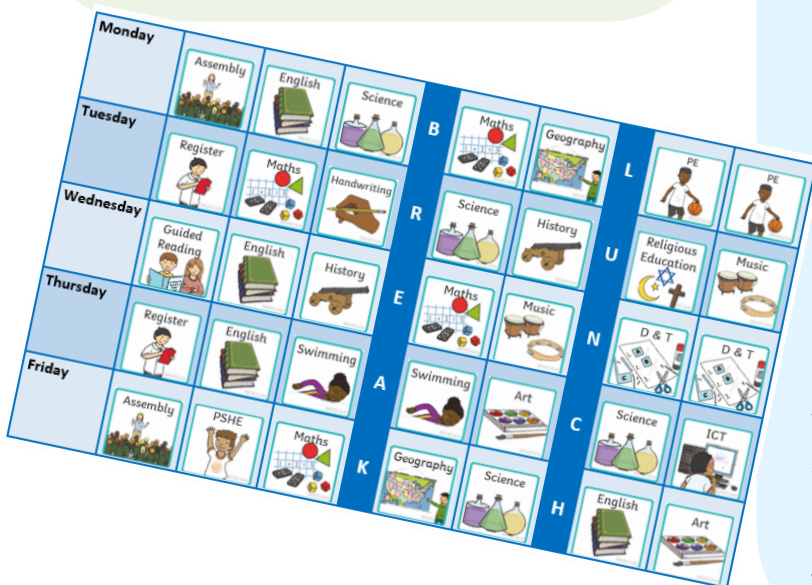 Monday
Assembly
English
Science
B
Maths
Geography
L
PE
PE
Tuesday
Register
Maths
Handwriting
R
Science
History
U
Religious
Education
Music
Wednesday
Guided
Reading
English
History
E
Maths
Music
N
D & T
D & T
Thursday
Register
English
Swimming
A
Swimming
Art
C
Science
ICT
Friday
Assembly
PSHE
Maths
K
Geography
Science
H
English
Art